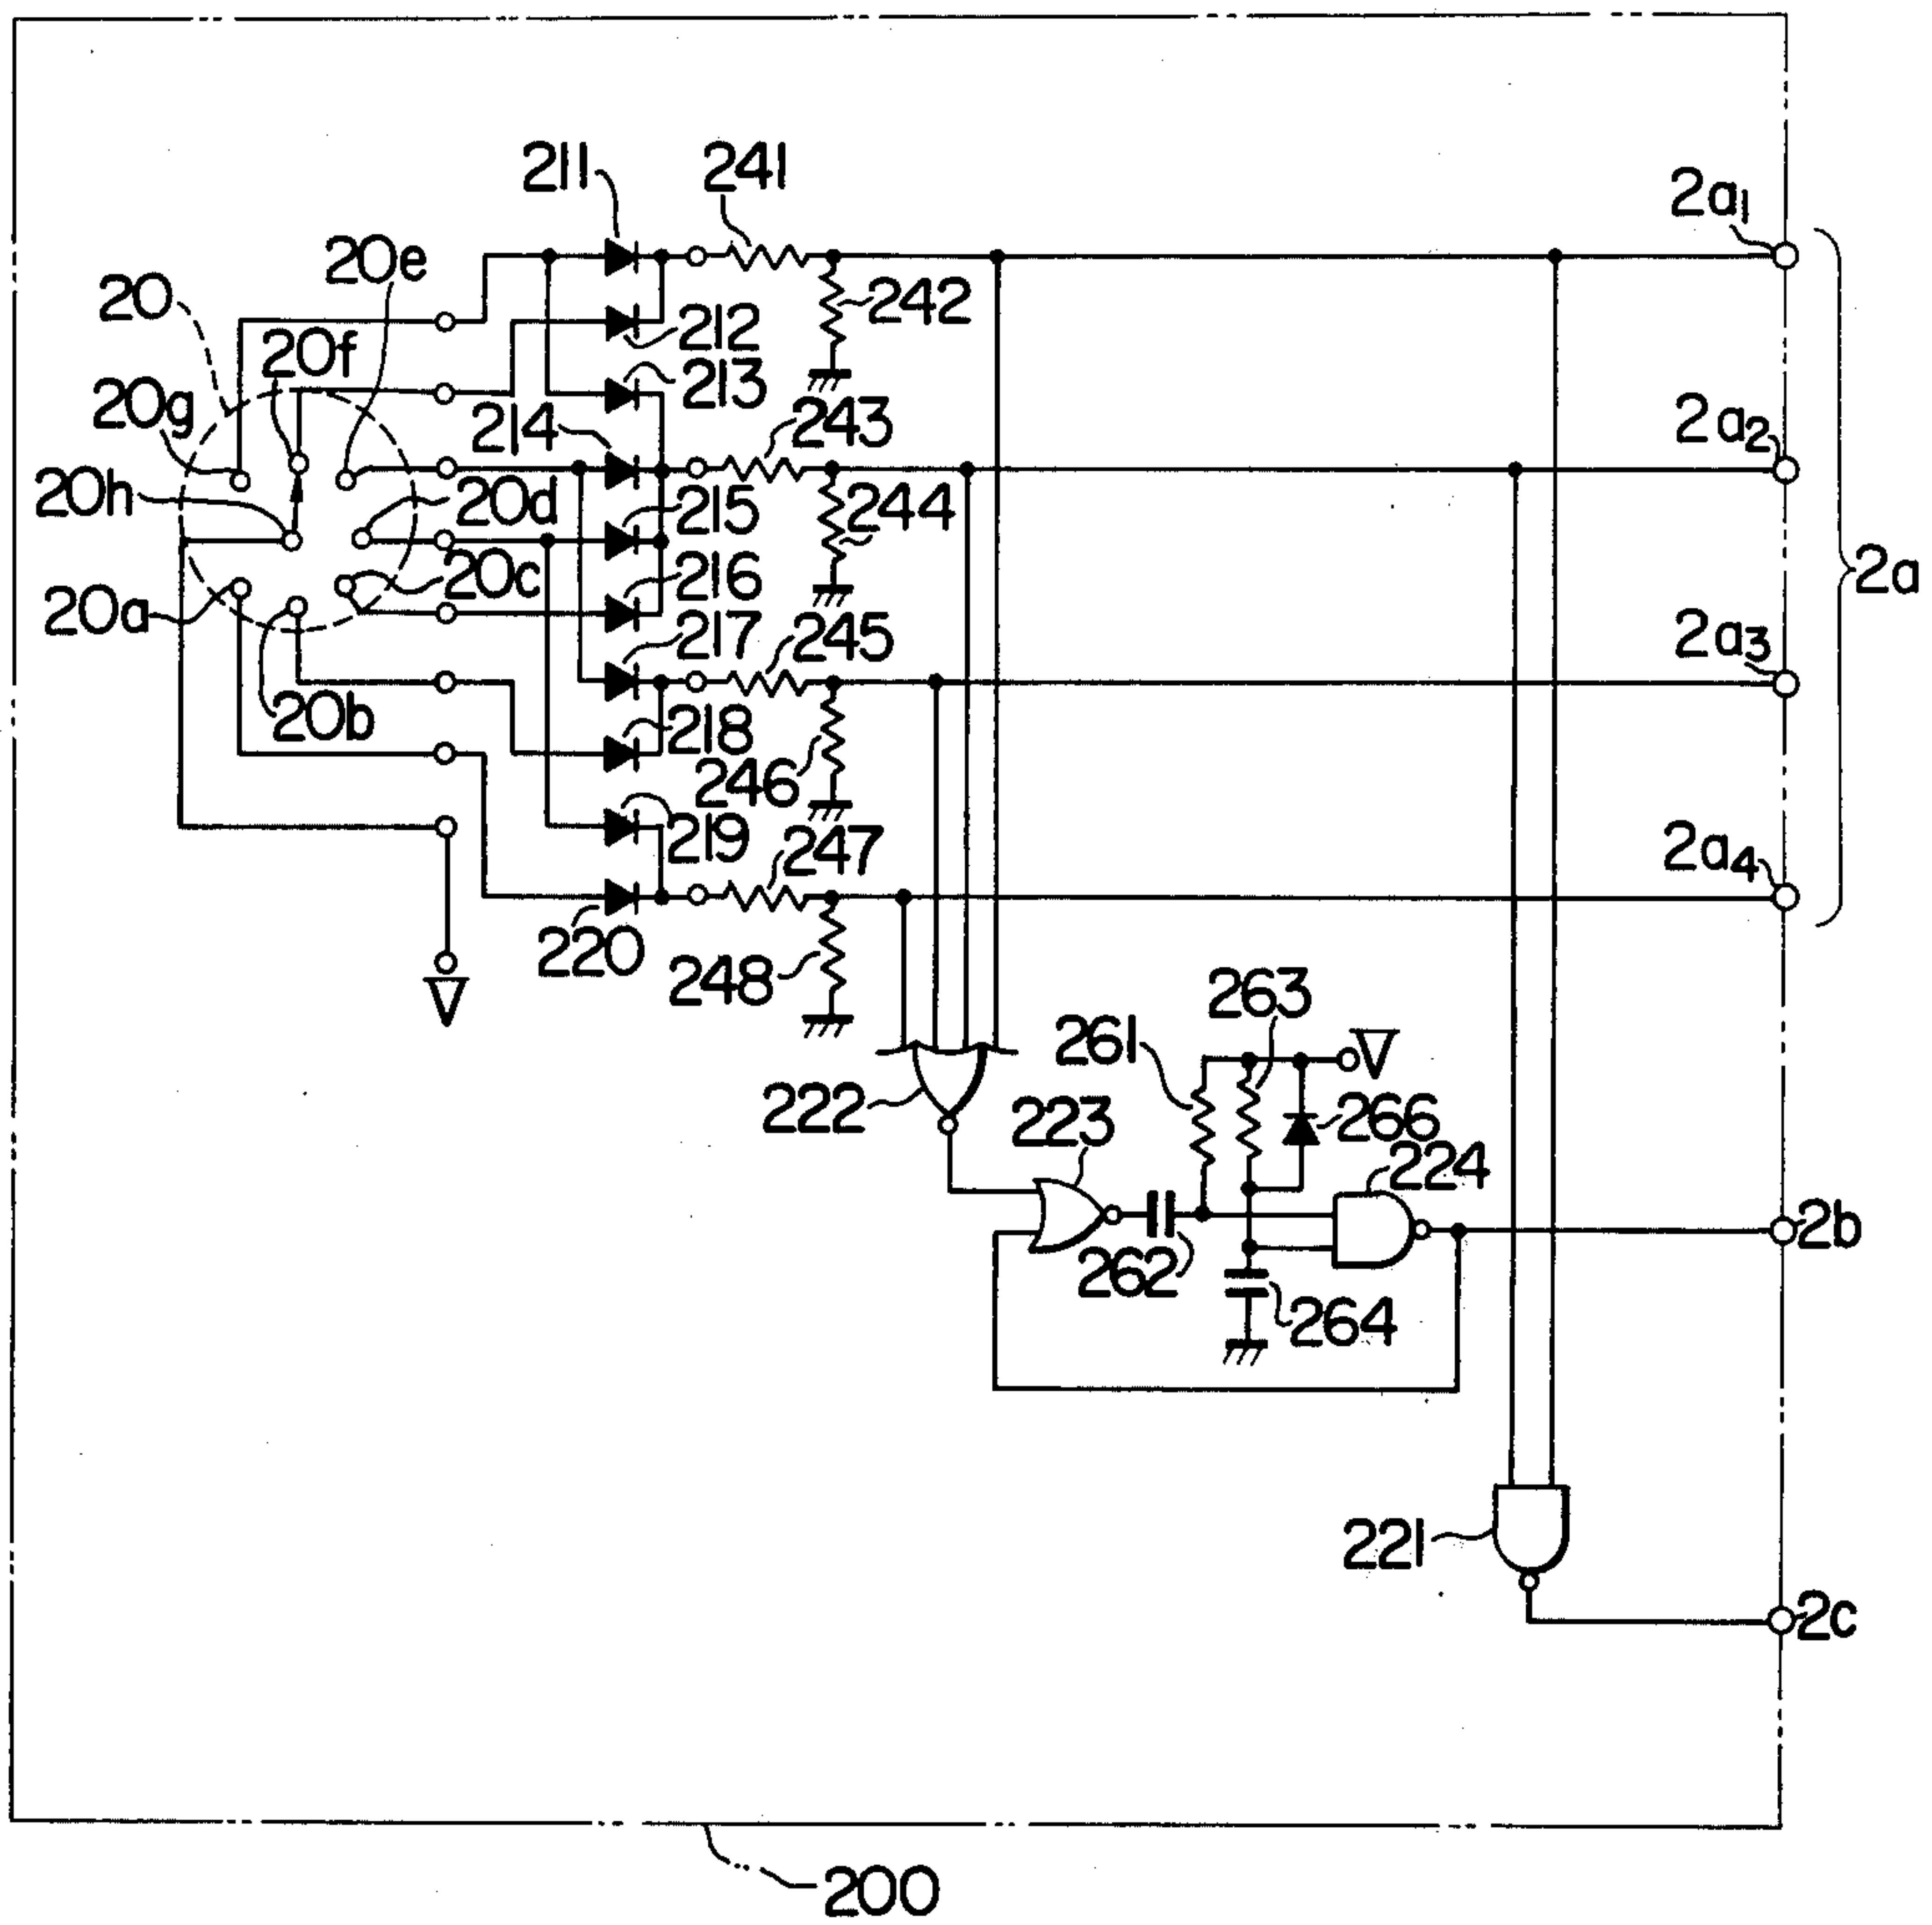 211 241 2a1
20e
20 242
20f 212
20g 213
214 243 2a2
20h 20d 215 244
20c 216 2a
20a 217 245 2a3
20b 218
246
219 247 2a4
220 248
V 263
261 V
222 223 266
224
262 2b
264
221
2c
200